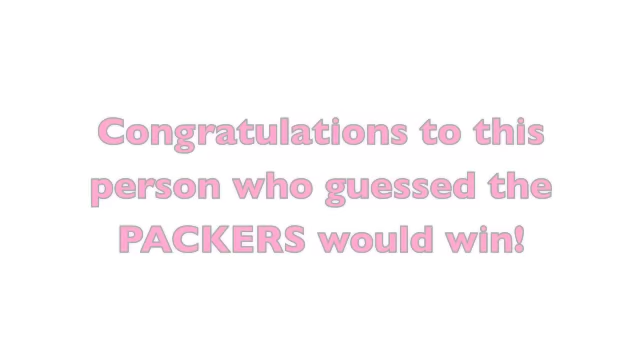 Congratulations to this
person who guessed the
PACKERS would win!